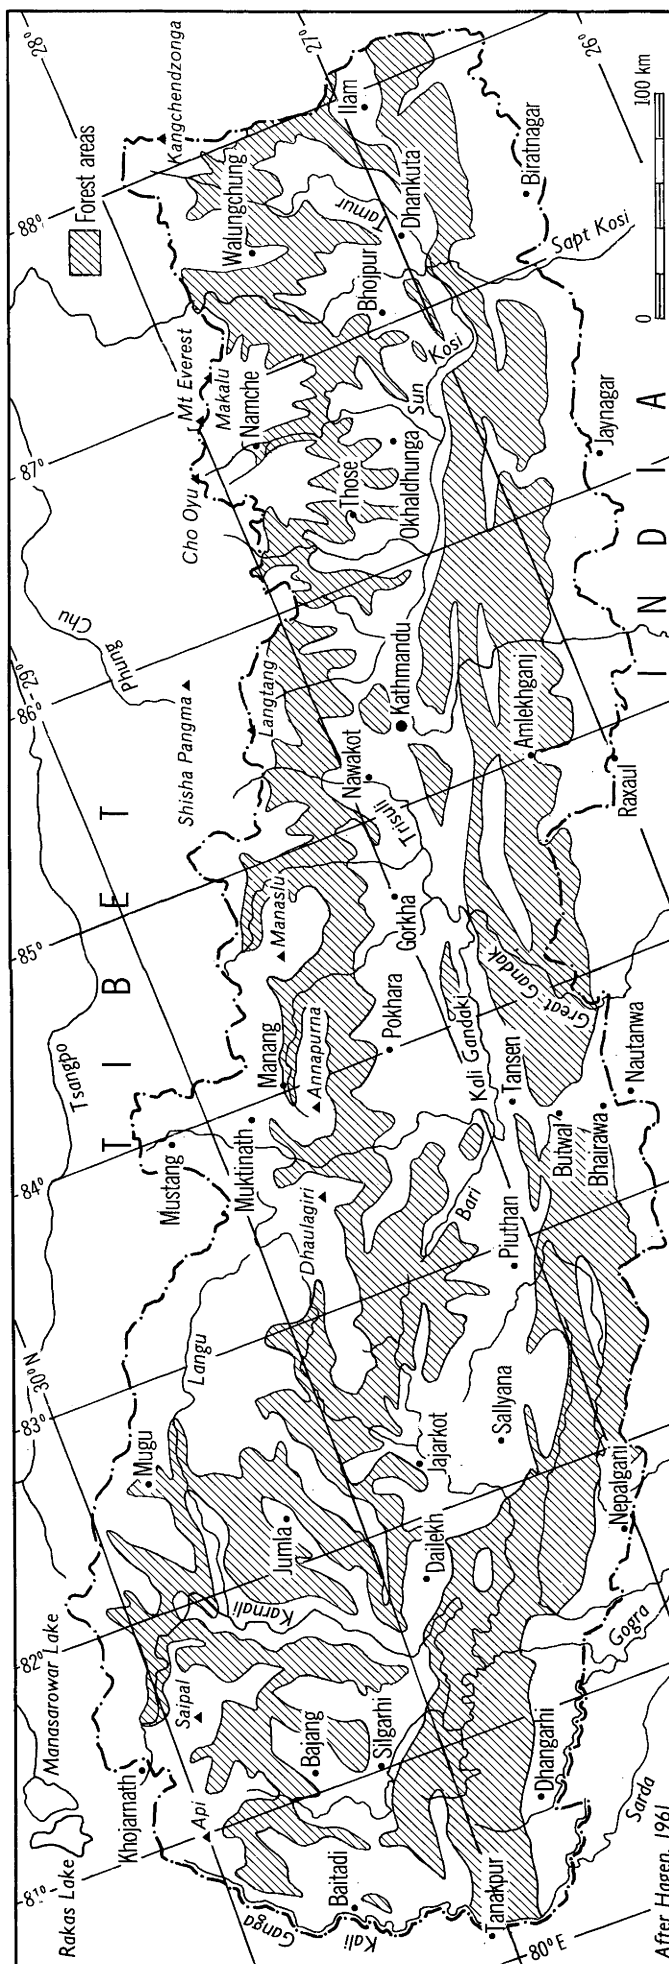 81°
82°
83°
30°N
84°
85°
86°-29°
87°
88°
28°
27°
26°
80°E
Rakas Lake
Manasarowar Lake
Tsangpo
T I B E T
Phung Chu
Forest areas
Khojarnath
Api
Saipal
Mugu
Langu
Mustang
Muktinath
Manang
Manaslu
Shisha Pangma
Langtang
Cho Oyu
Mt Everest
Makalu
Namche
Walungchung
Kangchendzonga
Kali Ganga
Baitadi
Bajang
Silgarhi
Karnali
Jumla
Dailekh
Jajarkot
Dhaulagiri
Annapurna
Pokhara
Gorkha
Trisuli
Nawakot
Kathmandu
Those
Okhaldhunga
Sun Kosi
Bhojpur
Tamur
Dhankuta
Ilam
Tanakpur
Dhangarhi
Sallyana
Piuthan
Bari
Kali Gandaki
Tansen
Great-Gandak
Butwal
Bhairawa
Nautanwa
Nepalganj
Gogra
Sarda
Amlekhganj
Raxaul
Jaynagar
Biratnagar
Sapt Kosi
I N D I A
0 100 km
After Hagen, 1961